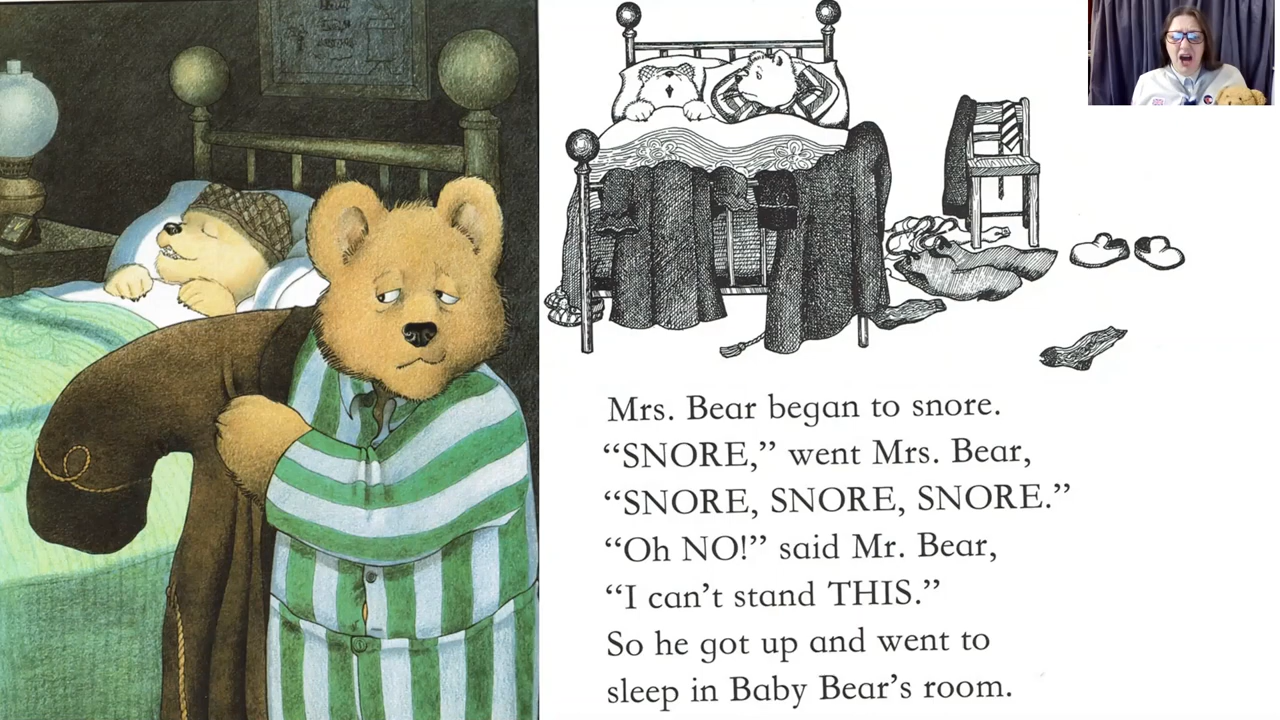 Mrs. Bear began to snore.
“SNORE,” went Mrs. Bear,
“SNORE, SNORE, SNORE.”
“Oh NO!” said Mr. Bear,
“I can’t stand THIS.”
So he got up and went to
sleep in Baby Bear’s room.